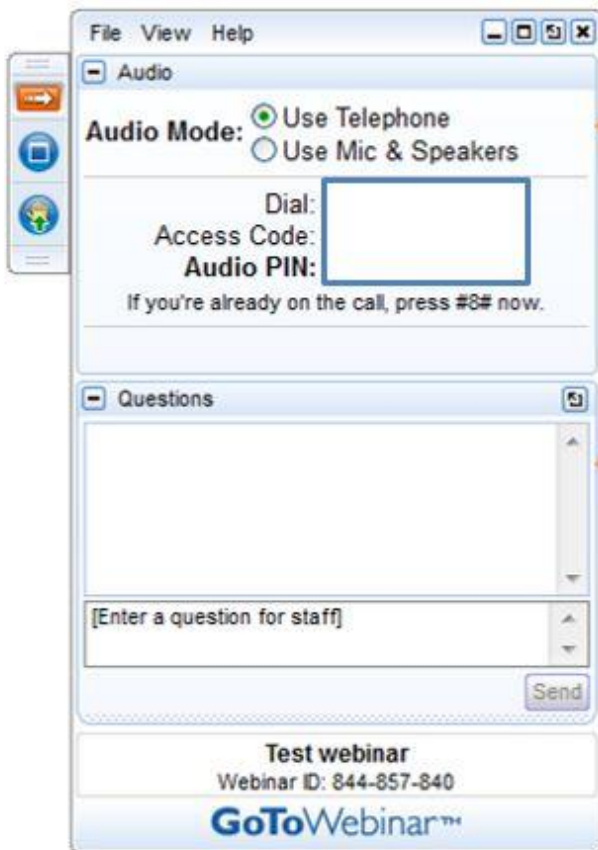 File View Help
Audio
Audio Mode: Use Telephone
Use Mic & Speakers
Dial:
Access Code:
Audio PIN:
If you're already on the call, press #8# now.
Questions
[Enter a question for staff]
Send
Test webinar
Webinar ID: 844-857-840
GoToWebinar™